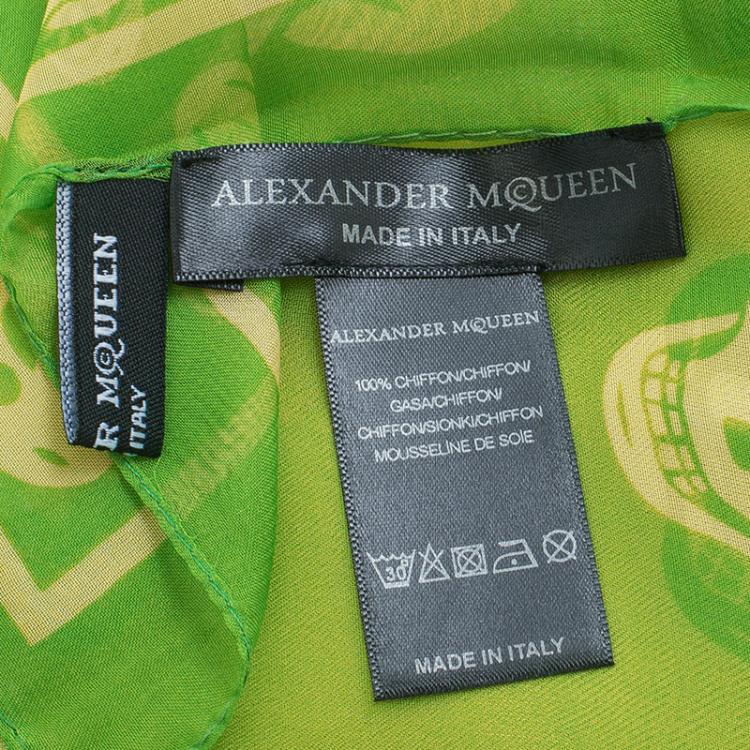 ALEXANDER McQUEEN
MADE IN ITALY
R McQUEEN
ITALY
ALEXANDER McQUEEN
100% CHIFFON/CHIFFON/
GASA/CHIFFON/
CHIFFON/SIONKI/CHIFFON
MOUSSELINE DE SOIE
30°
MADE IN ITALY